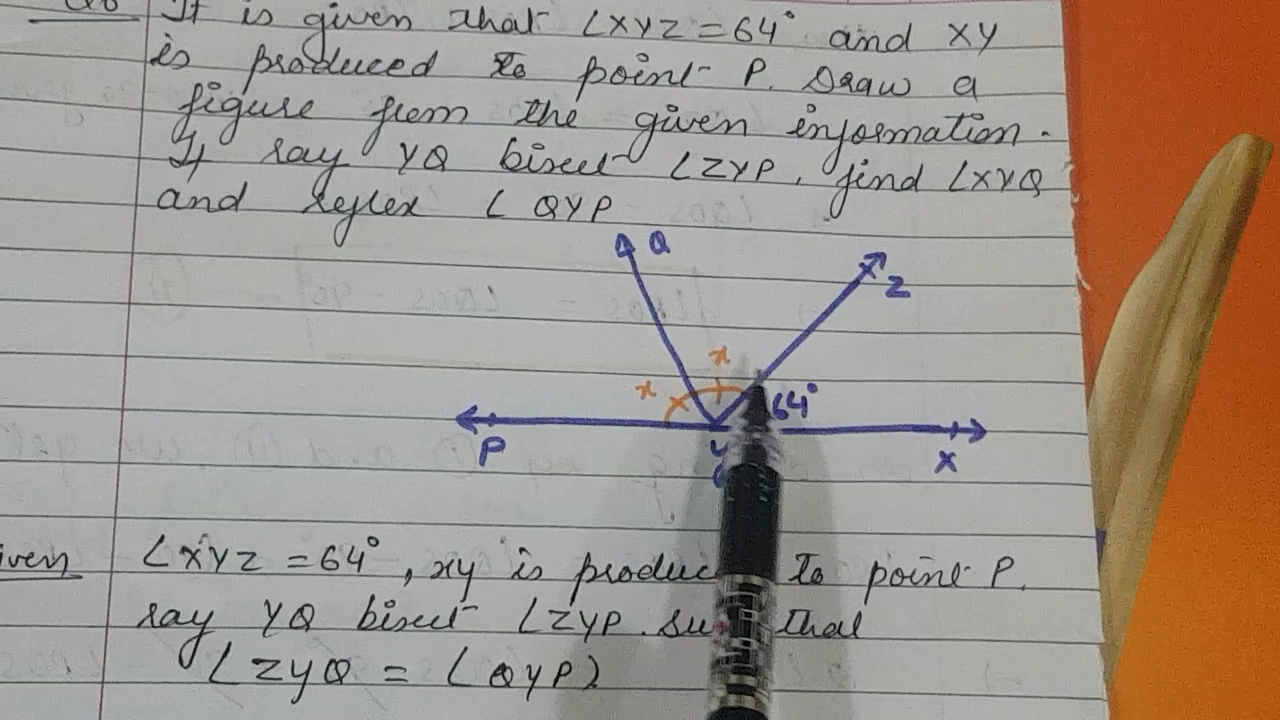 It is given that ∠XYZ = 64° and XY
is produced to point P. Draw a
figure from the given information.
If ray YQ bisect ∠ZYP, find ∠XYQ
and reflex ∠QYP
Q
Z
x
x
64°
P
Y
X
∠XYZ = 64°, xy is produc to point P.
ray YQ bisect ∠ZYP. su that
∠ZYQ = ∠QYP)